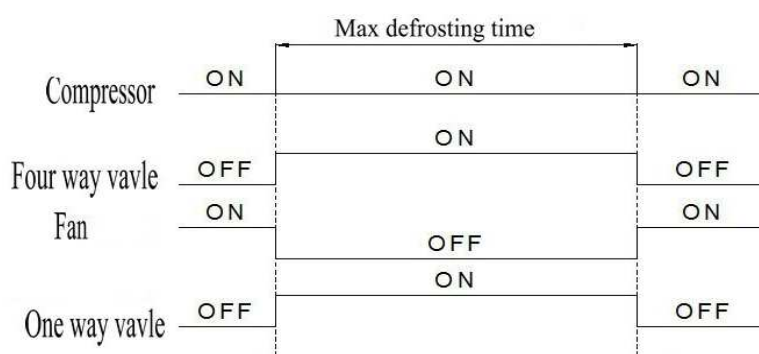 Max defrosting time
Compressor ON ON ON
ON
Four way vavle OFF OFF
Fan ON ON
OFF
ON
One way vavle OFF OFF